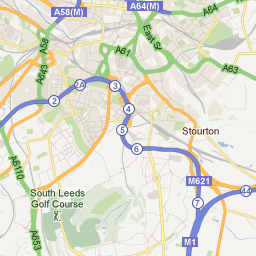 A58(M)
A64(M)
A61
East St
A58
A63
A643
2A
3
2
4
5
Stourton
6
A6110
M621
44
South Leeds
Golf Course
7
A653
M1